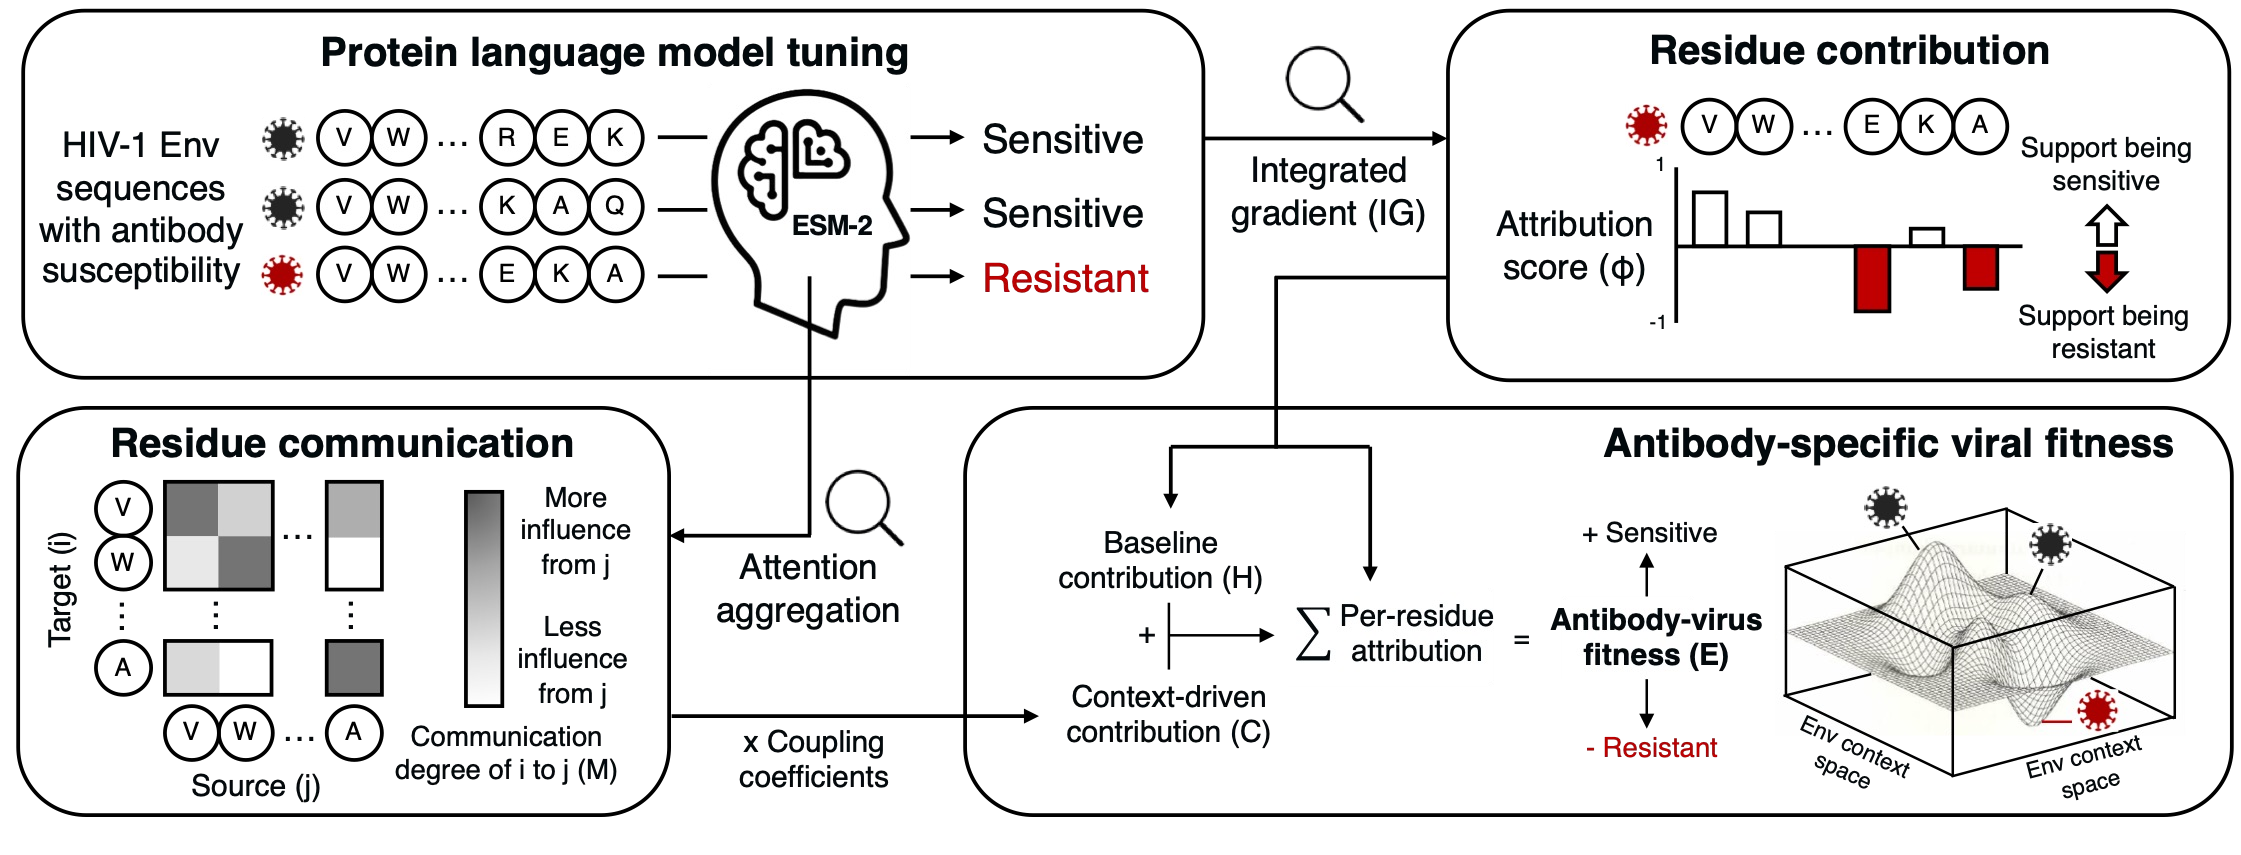 Protein language model tuning
HIV-1 Env
sequences
with antibody
susceptibility
V W ... R E K
V W ... K A Q
V W ... E K A
ESM-2
Sensitive
Sensitive
Resistant
Integrated
gradient (IG)
Residue contribution
V W ... E K A
Support being
sensitive
1
Attribution
score (ϕ)
-1
Support being
resistant
Residue communication
Target (i)
V
W
⋮
A
...
⋮ ⋮
V W ... A
Source (j)
More
influence
from j
Less
influence
from j
Communication
degree of i to j (M)
Attention
aggregation
x Coupling
coefficients
Antibody-specific viral fitness
Baseline
contribution (H)
+
Context-driven
contribution (C)
∑ Per-residue
attribution
=
+ Sensitive
Antibody-virus
fitness (E)
- Resistant
Env context
space
Env context
space